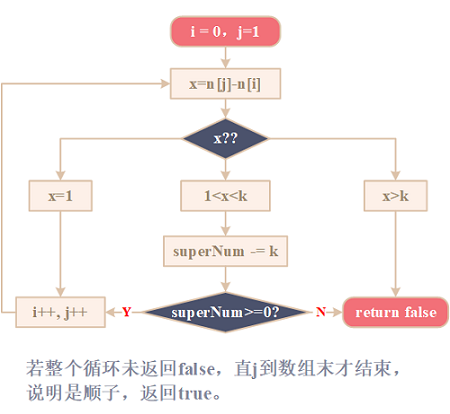 i = 0，j=1
x=n[j]-n[i]
x??
x=1
1<x<k
x>k
superNum -= k
i++, j++
Y
superNum>=0?
N
return false
若整个循环未返回false，直j到数组末才结束，
说明是顺子，返回true。